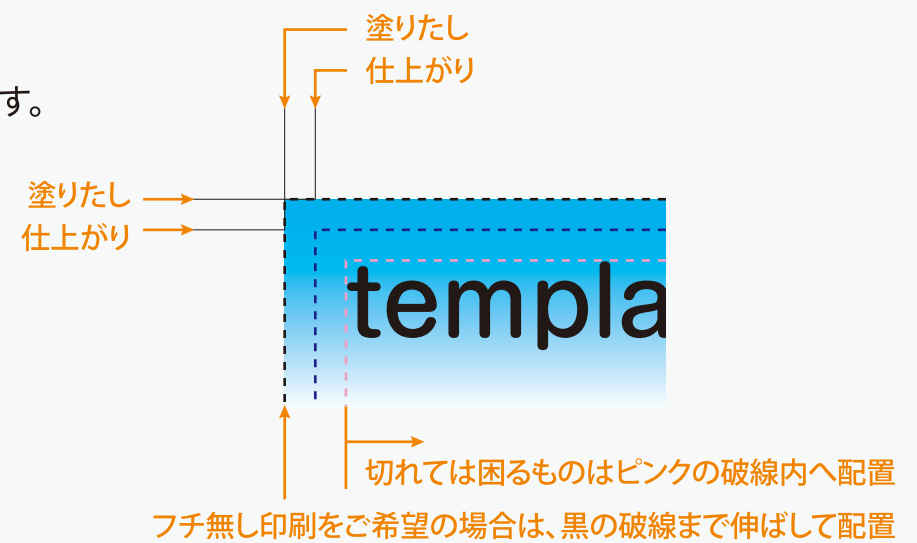 塗りたし
仕上がり
す。
塗りたし
仕上がり
templa
切れては困るものはピンクの破線内へ配置
フチ無し印刷をご希望の場合は、黒の破線まで伸ばして配置